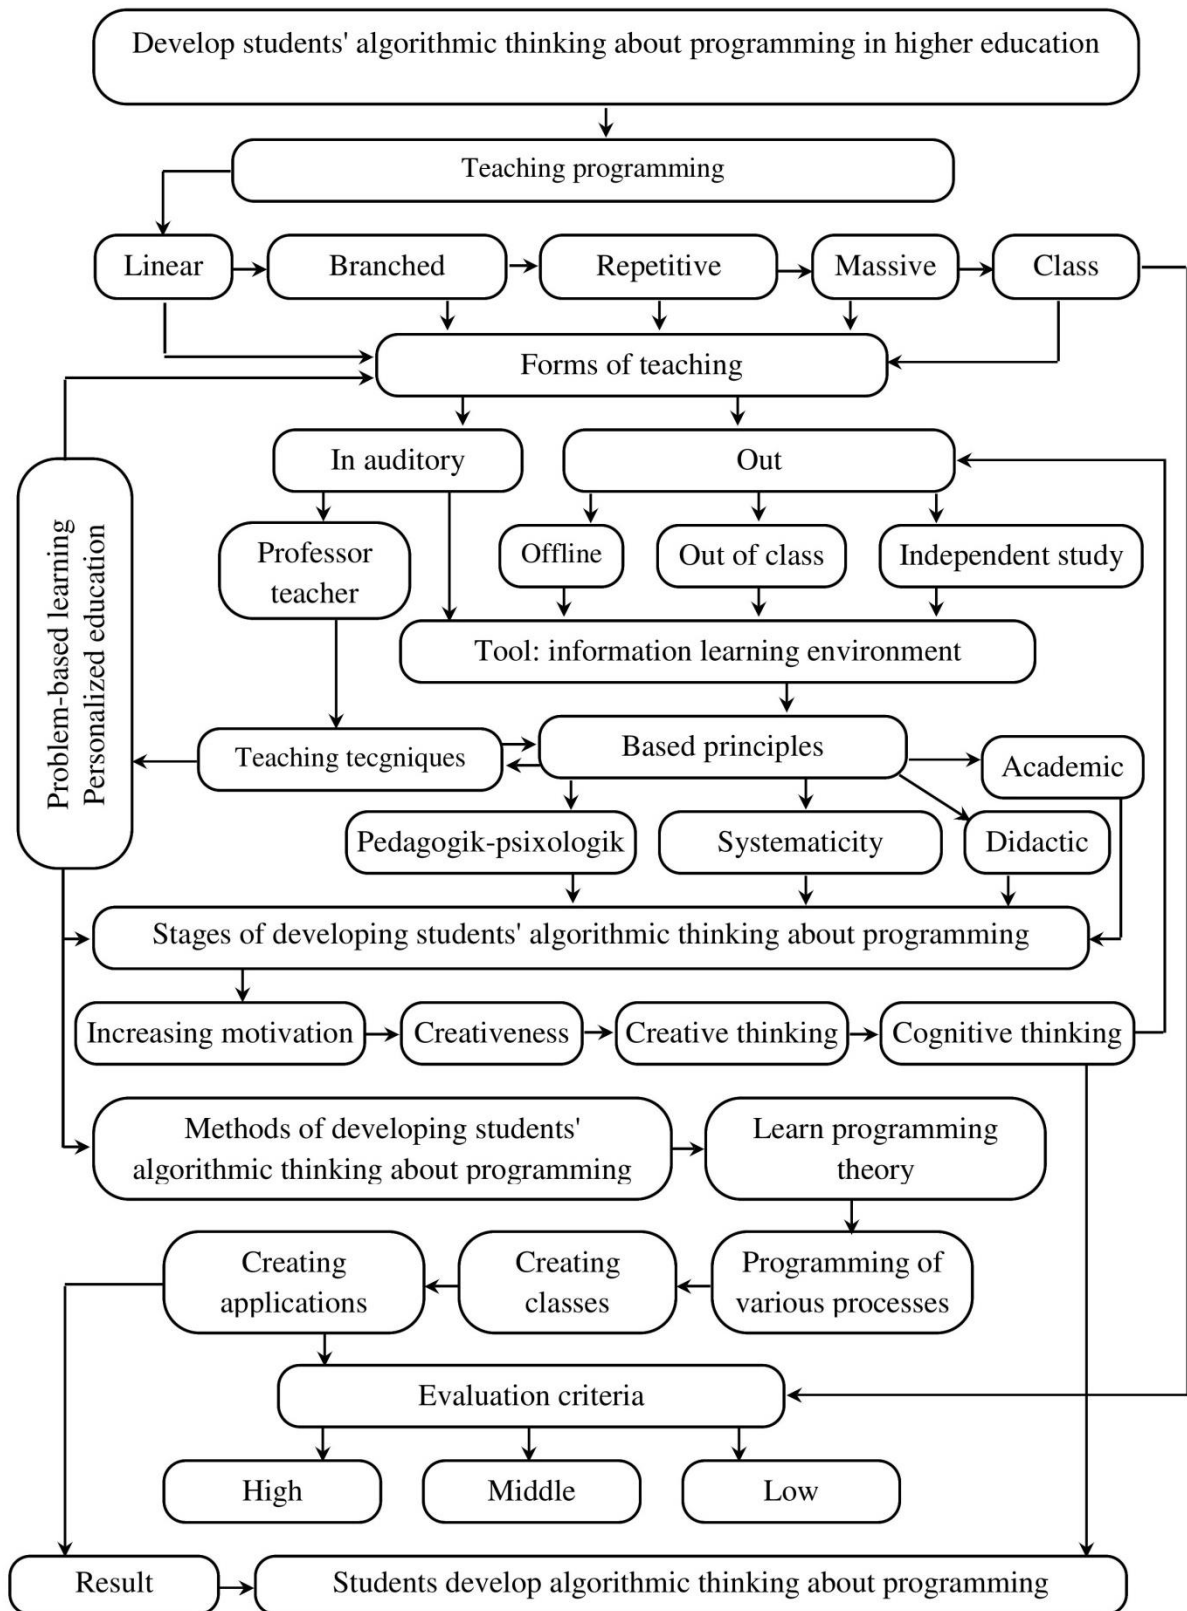 Develop students' algorithmic thinking about programming in higher education
Teaching programming
Linear
Branched
Repetitive
Massive
Class
Forms of teaching
In auditory
Out
Professor
teacher
Offline
Out of class
Independent study
Tool: information learning environment
Problem-based learning
Personalized education
Teaching tecgniques
Based principles
Academic
Pedagogik-psixologik
Systematicity
Didactic
Stages of developing students' algorithmic thinking about programming
Increasing motivation
Creativeness
Creative thinking
Cognitive thinking
Methods of developing students'
algorithmic thinking about programming
Learn programming
theory
Creating
applications
Creating
classes
Programming of
various processes
Evaluation criteria
High
Middle
Low
Result
Students develop algorithmic thinking about programming